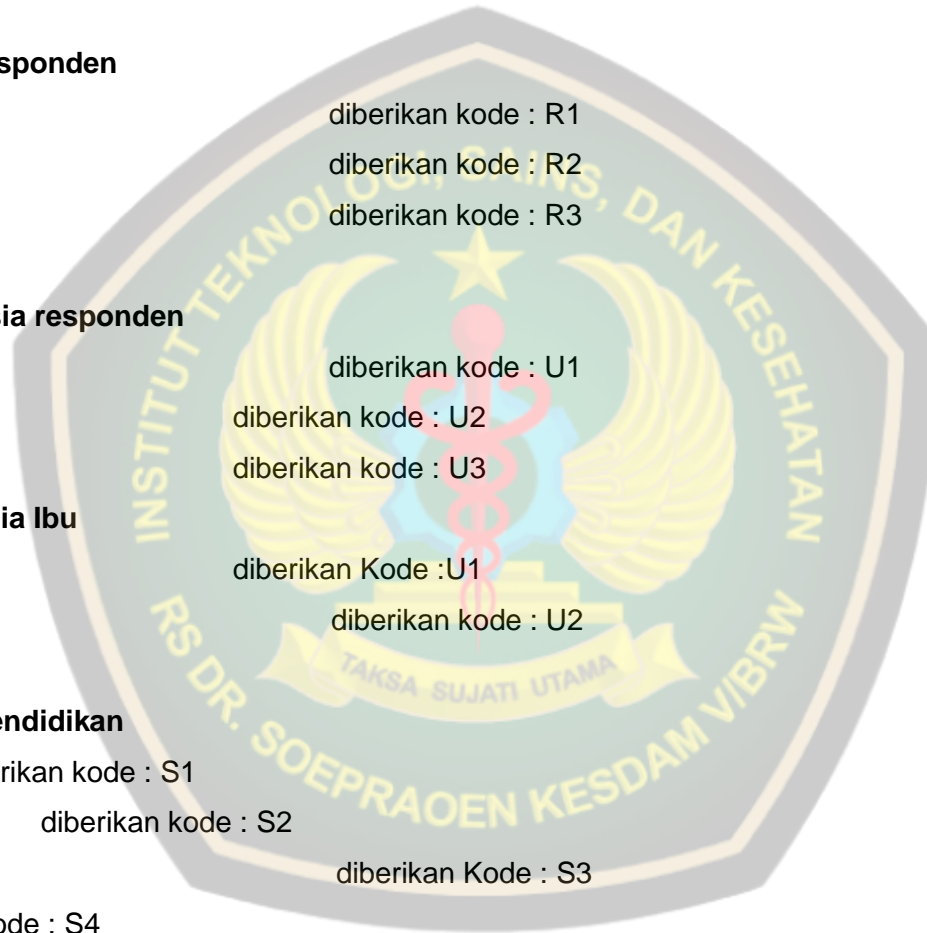 sponden
diberikan kode : R1
diberikan kode : R2
diberikan kode : R3
sia responden
diberikan kode : U1
diberikan kode : U2
diberikan kode : U3
ia Ibu
diberikan Kode :U1
diberikan kode : U2
endidikan
rikan kode : S1
diberikan kode : S2
diberikan Kode : S3
ode : S4
INSTITUT TEKNOLOGI, SAINS, DAN KESEHATAN
TAKSA SUJATI UTAMA
RS DR. SOEPRAOEN KESDAM V/BRW